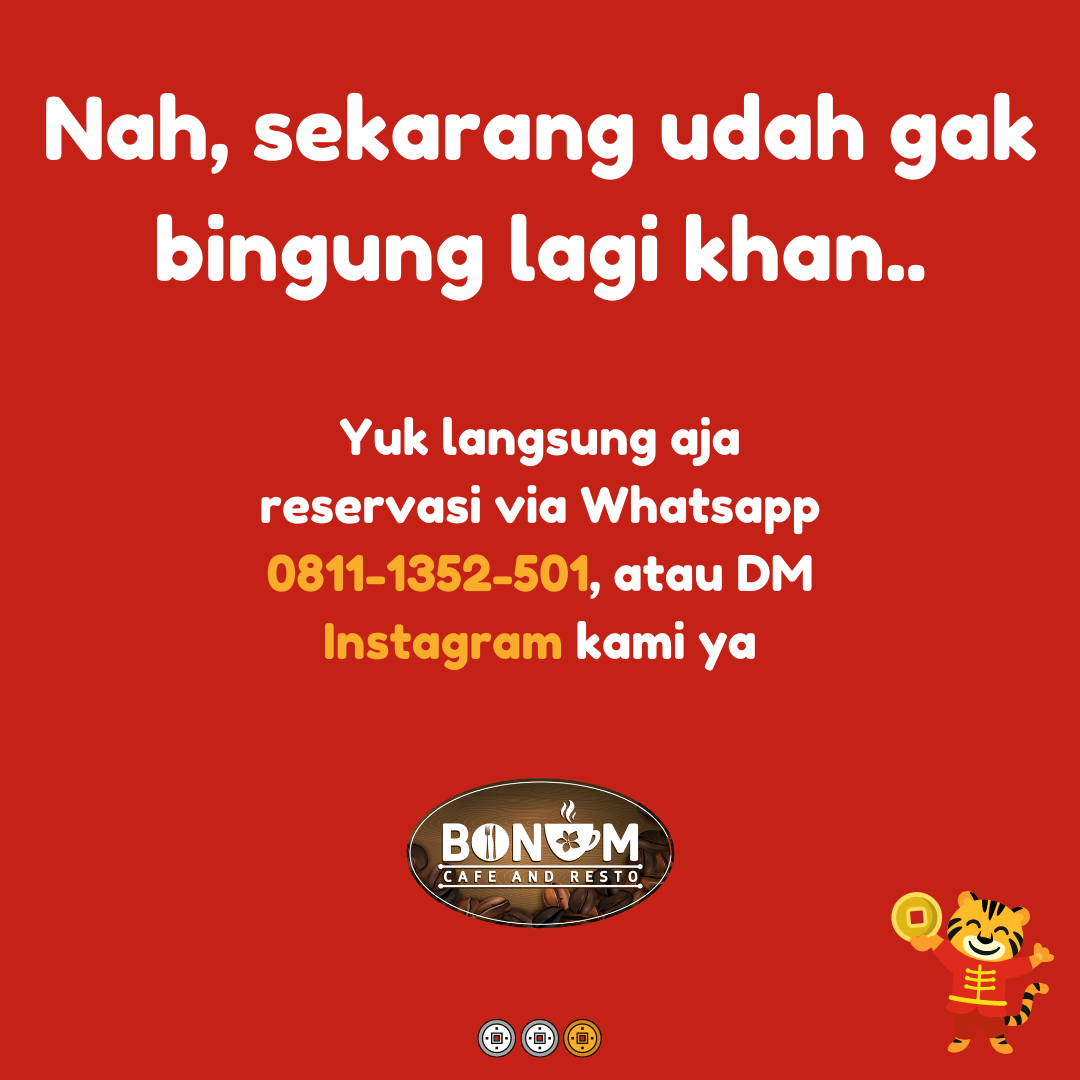 Nah, sekarang udah gak
bingung lagi khan..
Yuk langsung aja
reservasi via Whatsapp
0811-1352-501, atau DM
Instagram kami ya
BONUM
CAFE AND RESTO